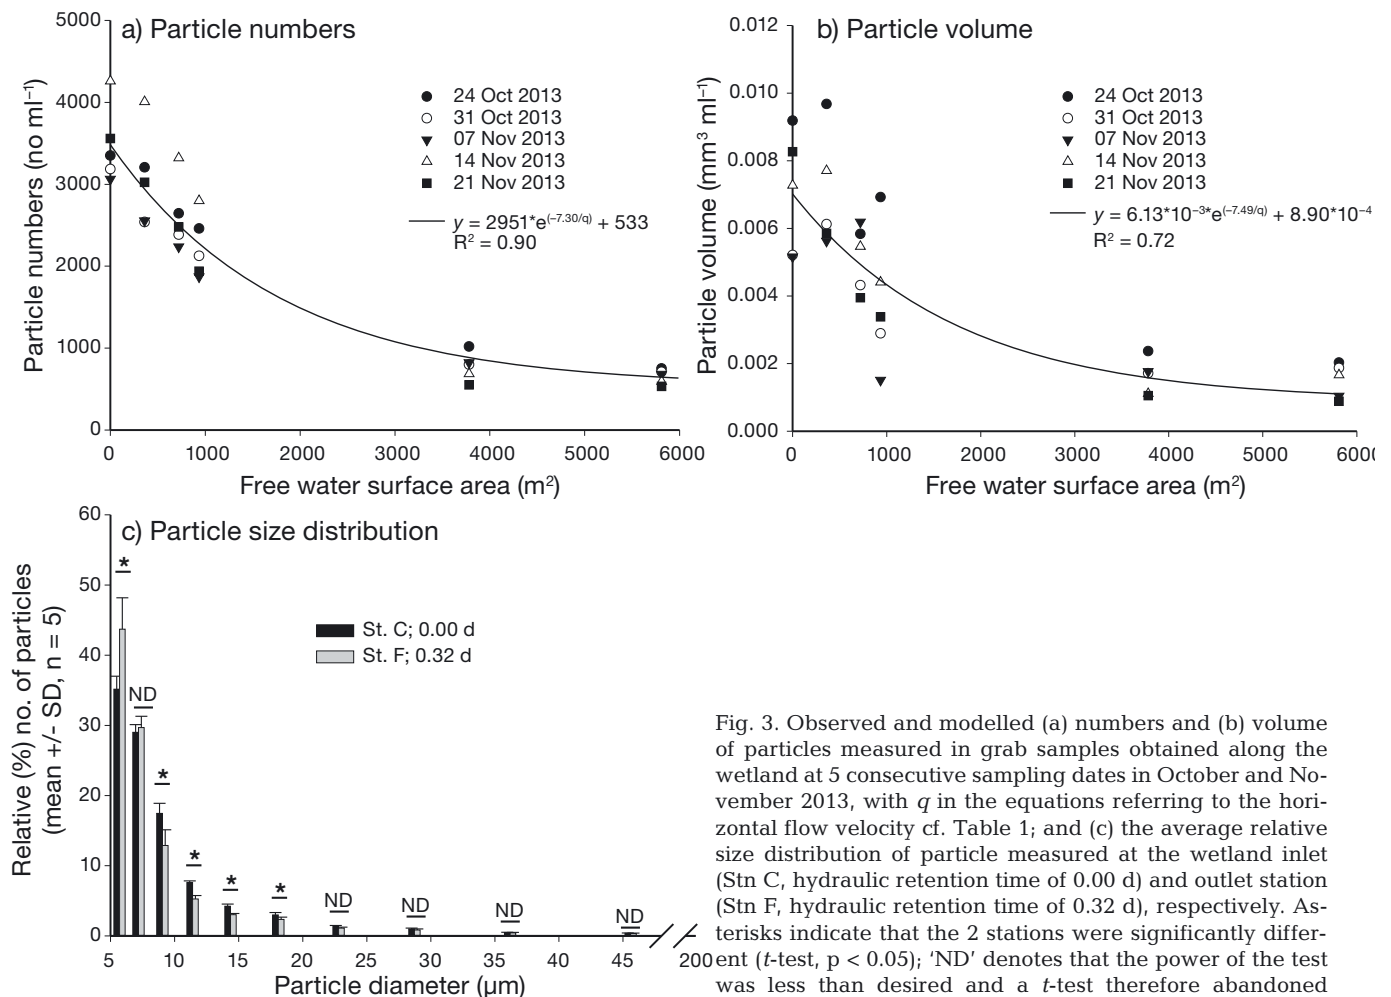 a) Particle numbers
Particle numbers (no ml⁻¹)
5000
4000
3000
2000
1000
0
24 Oct 2013
31 Oct 2013
07 Nov 2013
14 Nov 2013
21 Nov 2013
y = 2951*e(–7.30/q) + 533
R² = 0.90
0 1000 2000 3000 4000 5000 6000
Free water surface area (m²)
b) Particle volume
Particle volume (mm³ ml⁻¹)
0.012
0.010
0.008
0.006
0.004
0.002
0.000
24 Oct 2013
31 Oct 2013
07 Nov 2013
14 Nov 2013
21 Nov 2013
y = 6.13*10⁻³*e(–7.49/q) + 8.90*10⁻⁴
R² = 0.72
0 1000 2000 3000 4000 5000 6000
Free water surface area (m²)
c) Particle size distribution
Relative (%) no. of particles
(mean +/- SD, n = 5)
60
50
40
30
20
10
0
* ND * * * * ND ND ND ND
St. C; 0.00 d
St. F; 0.32 d
5 10 15 20 25 30 35 40 45 200
Particle diameter (µm)
Fig. 3. Observed and modelled (a) numbers and (b) volume
of particles measured in grab samples obtained along the
wetland at 5 consecutive sampling dates in October and No-
vember 2013, with q in the equations referring to the hori-
zontal flow velocity cf. Table 1; and (c) the average relative
size distribution of particle measured at the wetland inlet
(Stn C, hydraulic retention time of 0.00 d) and outlet station
(Stn F, hydraulic retention time of 0.32 d), respectively. As-
terisks indicate that the 2 stations were significantly differ-
ent (t-test, p < 0.05); ‘ND’ denotes that the power of the test
was less than desired and a t-test therefore abandoned